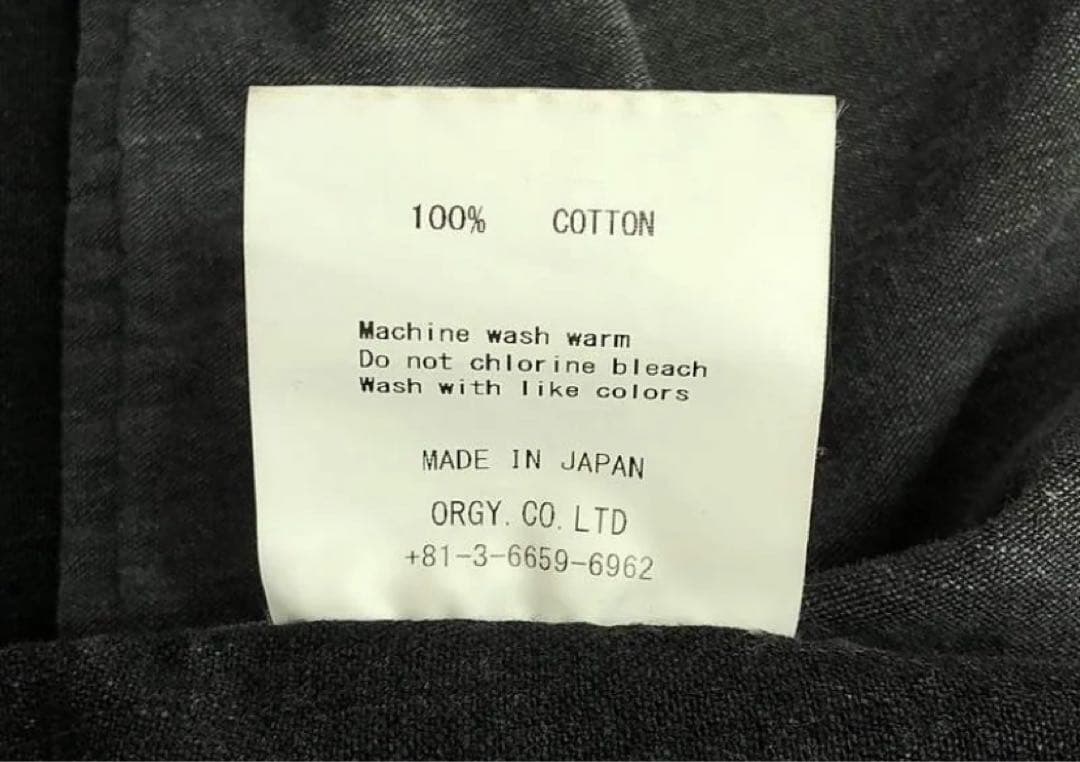 100% COTTON
Machine wash warm
Do not chlorine bleach
Wash with like colors
MADE IN JAPAN
ORGY. CO. LTD
+81-3-6659-6962